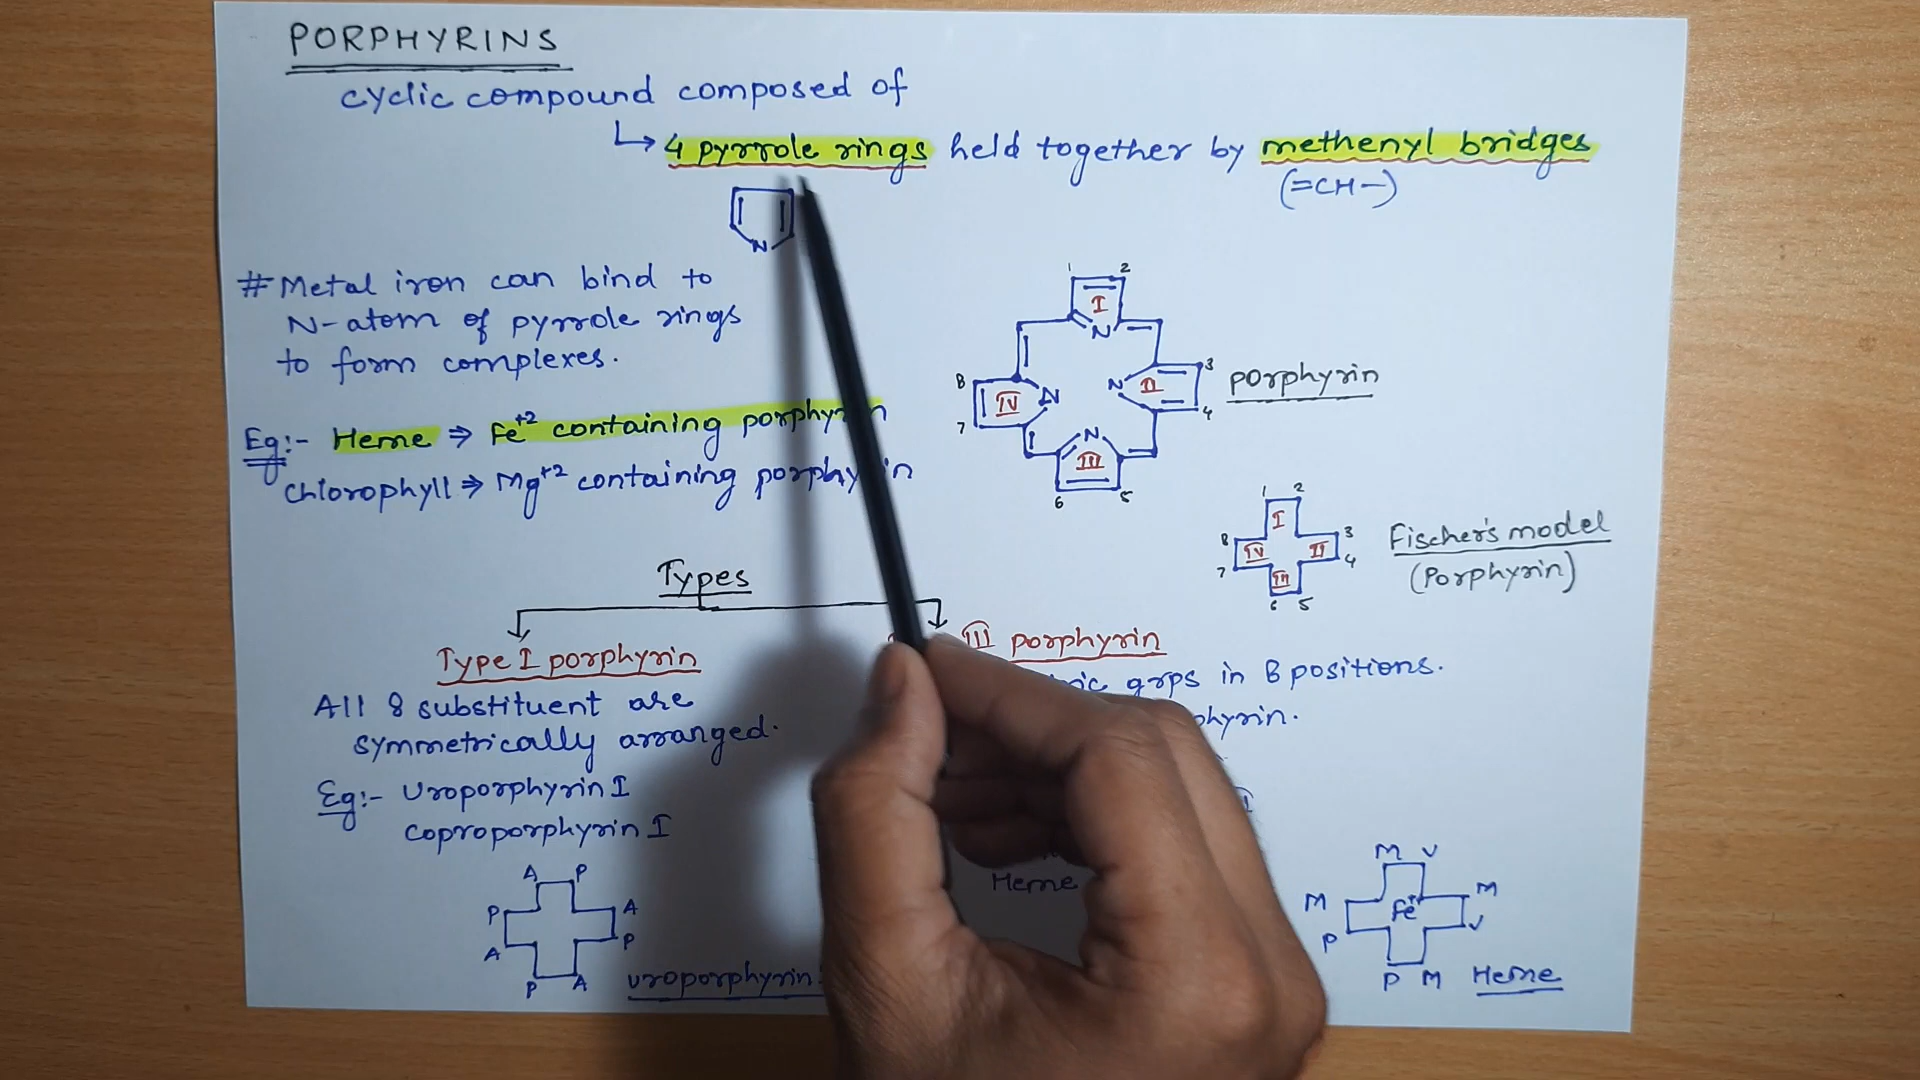 PORPHYRINS
cyclic compound composed of
↳ 4 pyrrole rings held together by methenyl bridges
(=CH-)
N
# Metal iron can bind to
N-atom of pyrrole rings
to form complexes.
Eg:- Heme ⇒ Fe+2 containing porphyrin
chlorophyll ⇒ Mg+2 containing porphyrin
1 2
I
N
8 IV N N II 3 porphyrin
7 4
N
III
6 5
1 2
I
8 IV II 3
7 4
III
6 5
Fischer's model
(Porphyrin)
Types
Type I porphyrin
All 8 substituent are
symmetrically arranged.
Eg:- Uroporphyrin I
coproporphyrin I
A P
P A
A P
P A uroporphyrin
III porphyrin
grps in 8 positions.
Heme
M V
M Fe+ M
P V
P M Heme